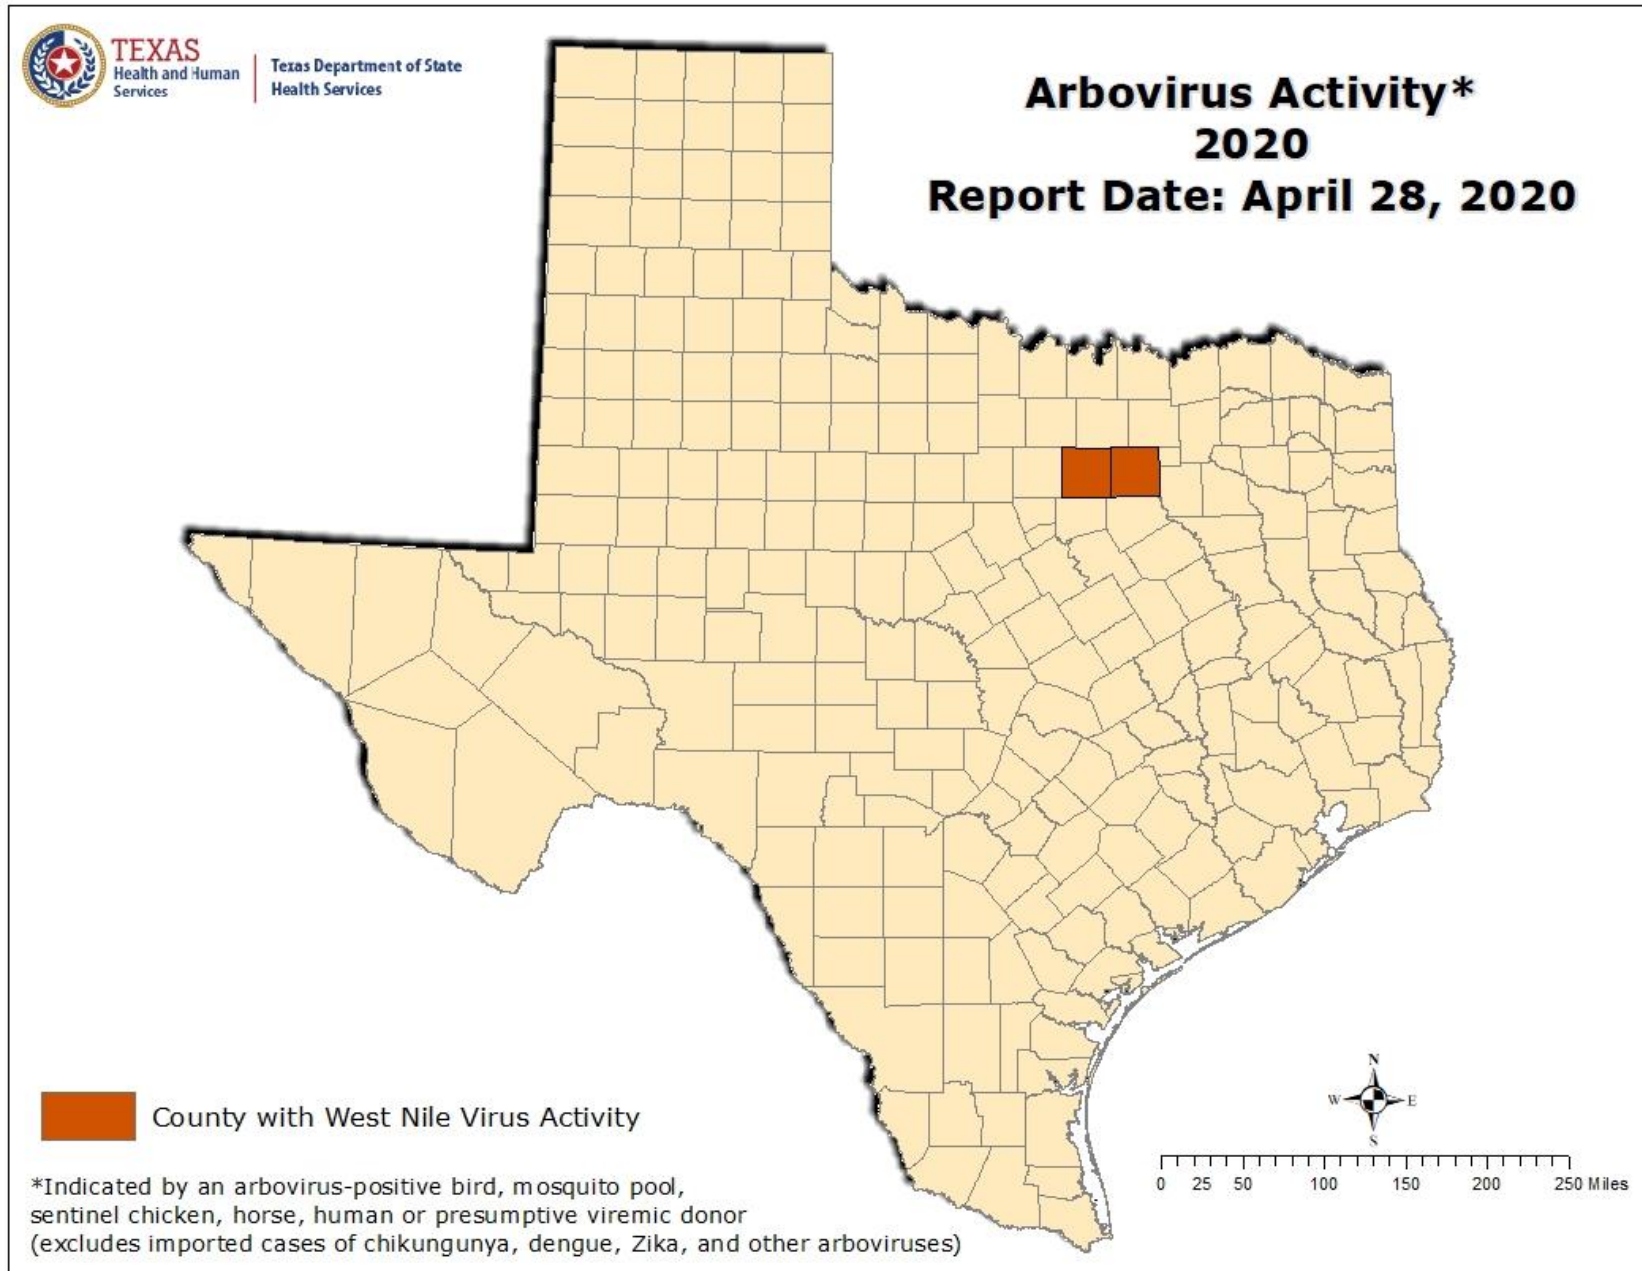 TEXAS
Health and Human
Services
Texas Department of State
Health Services
Arbovirus Activity*
2020
Report Date: April 28, 2020
County with West Nile Virus Activity
*Indicated by an arbovirus-positive bird, mosquito pool,
sentinel chicken, horse, human or presumptive viremic donor
(excludes imported cases of chikungunya, dengue, Zika, and other arboviruses)
N
W E
S
0 25 50 100 150 200 250 Miles